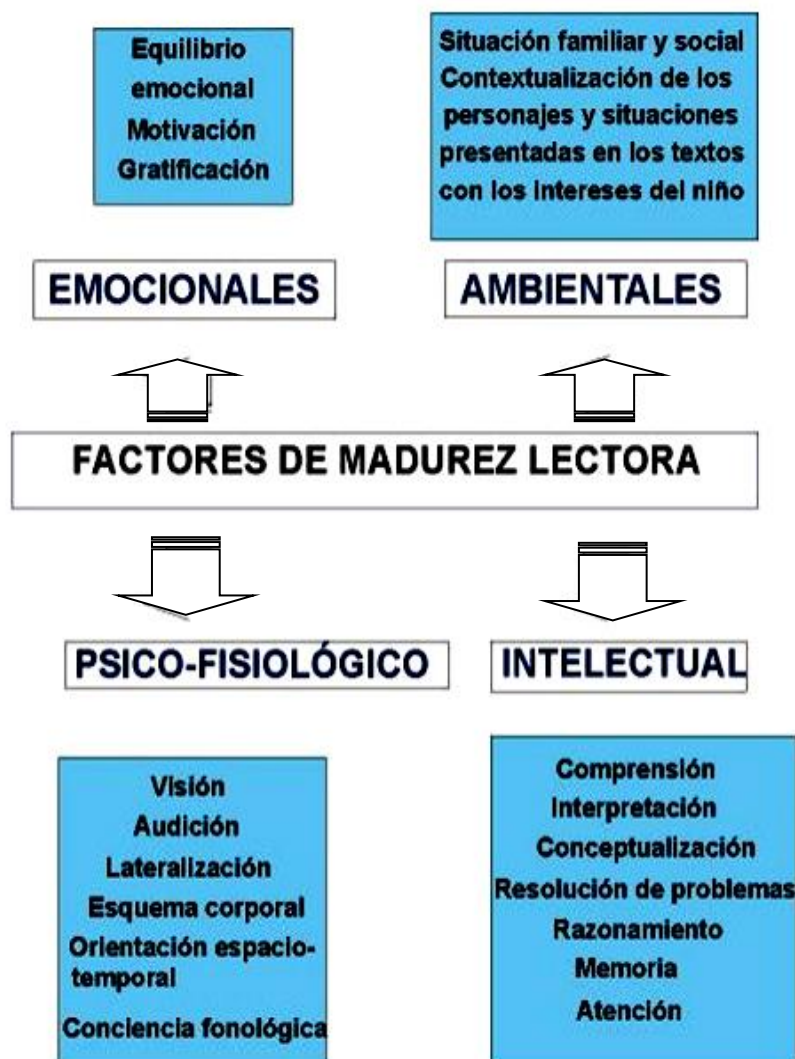 Equilibrio
emocional
Motivación
Gratificación
Situación familiar y social
Contextualización de los
personajes y situaciones
presentadas en los textos
con los intereses del niño
EMOCIONALES
AMBIENTALES
FACTORES DE MADUREZ LECTORA
PSICO-FISIOLÓGICO
INTELECTUAL
Visión
Audición
Lateralización
Esquema corporal
Orientación espacio-
temporal
Conciencia fonológica
Comprensión
Interpretación
Conceptualización
Resolución de problemas
Razonamiento
Memoria
Atención